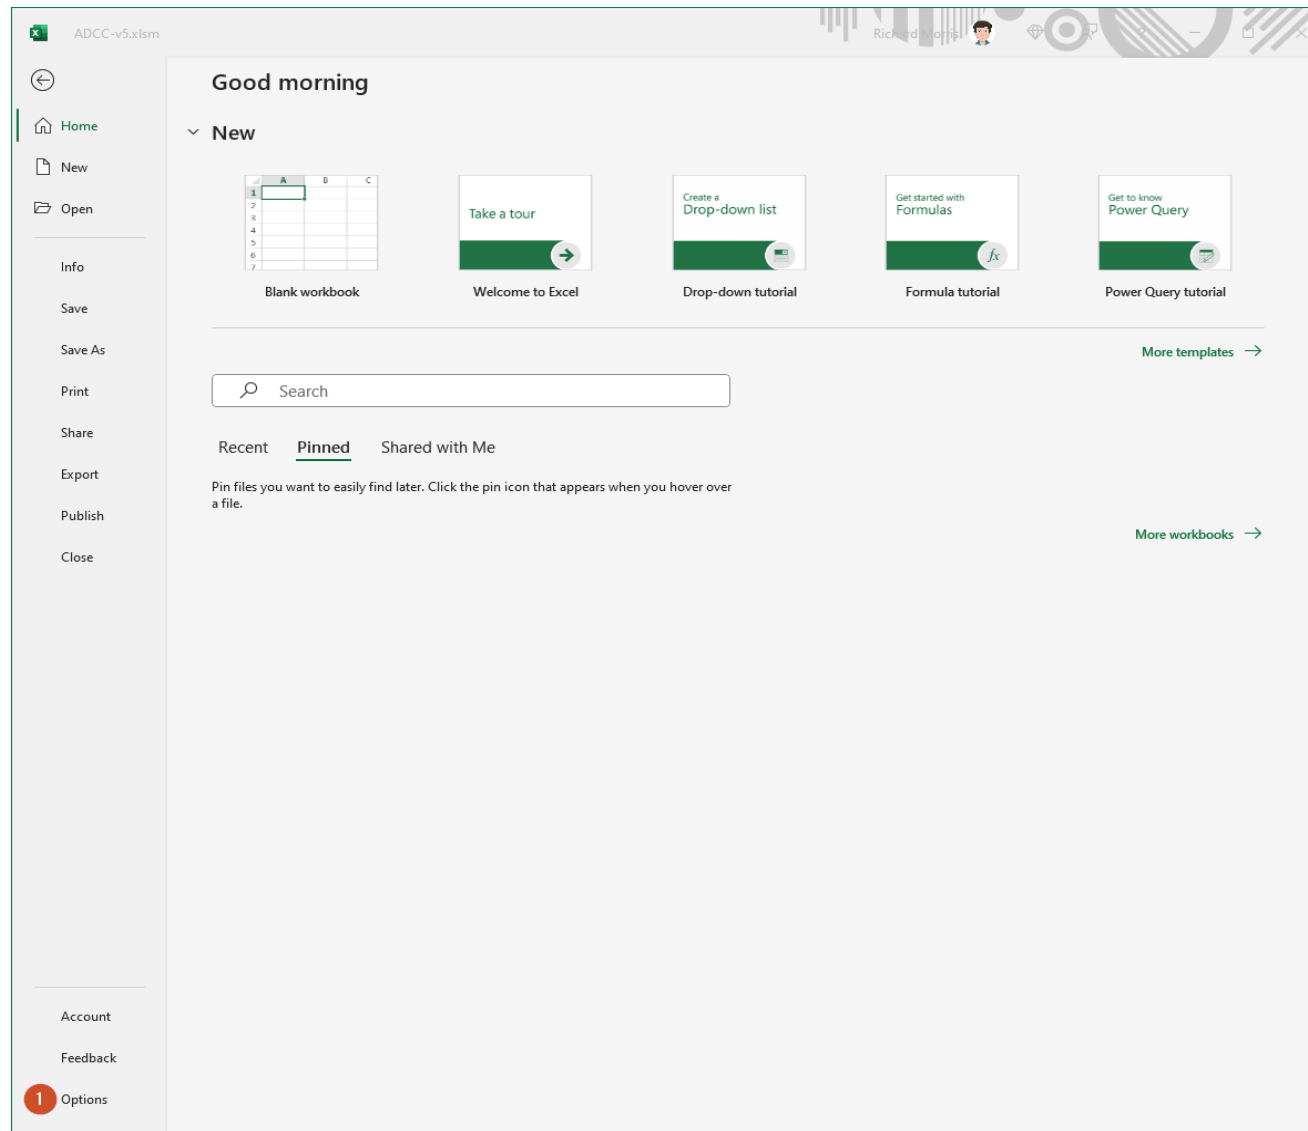 ADCC-v5.xlsm
Richard Morris
Good morning
Home
New
Open
Info
Save
Save As
Print
Share
Export
Publish
Close
Account
Feedback
1 Options
New
A B C
1
2
3
4
5
6
7
Blank workbook
Take a tour
Welcome to Excel
Create a
Drop-down list
Drop-down tutorial
Get started with
Formulas
fx
Formula tutorial
Get to know
Power Query
Power Query tutorial
More templates
Search
Recent Pinned Shared with Me
Pin files you want to easily find later. Click the pin icon that appears when you hover over
a file.
More workbooks